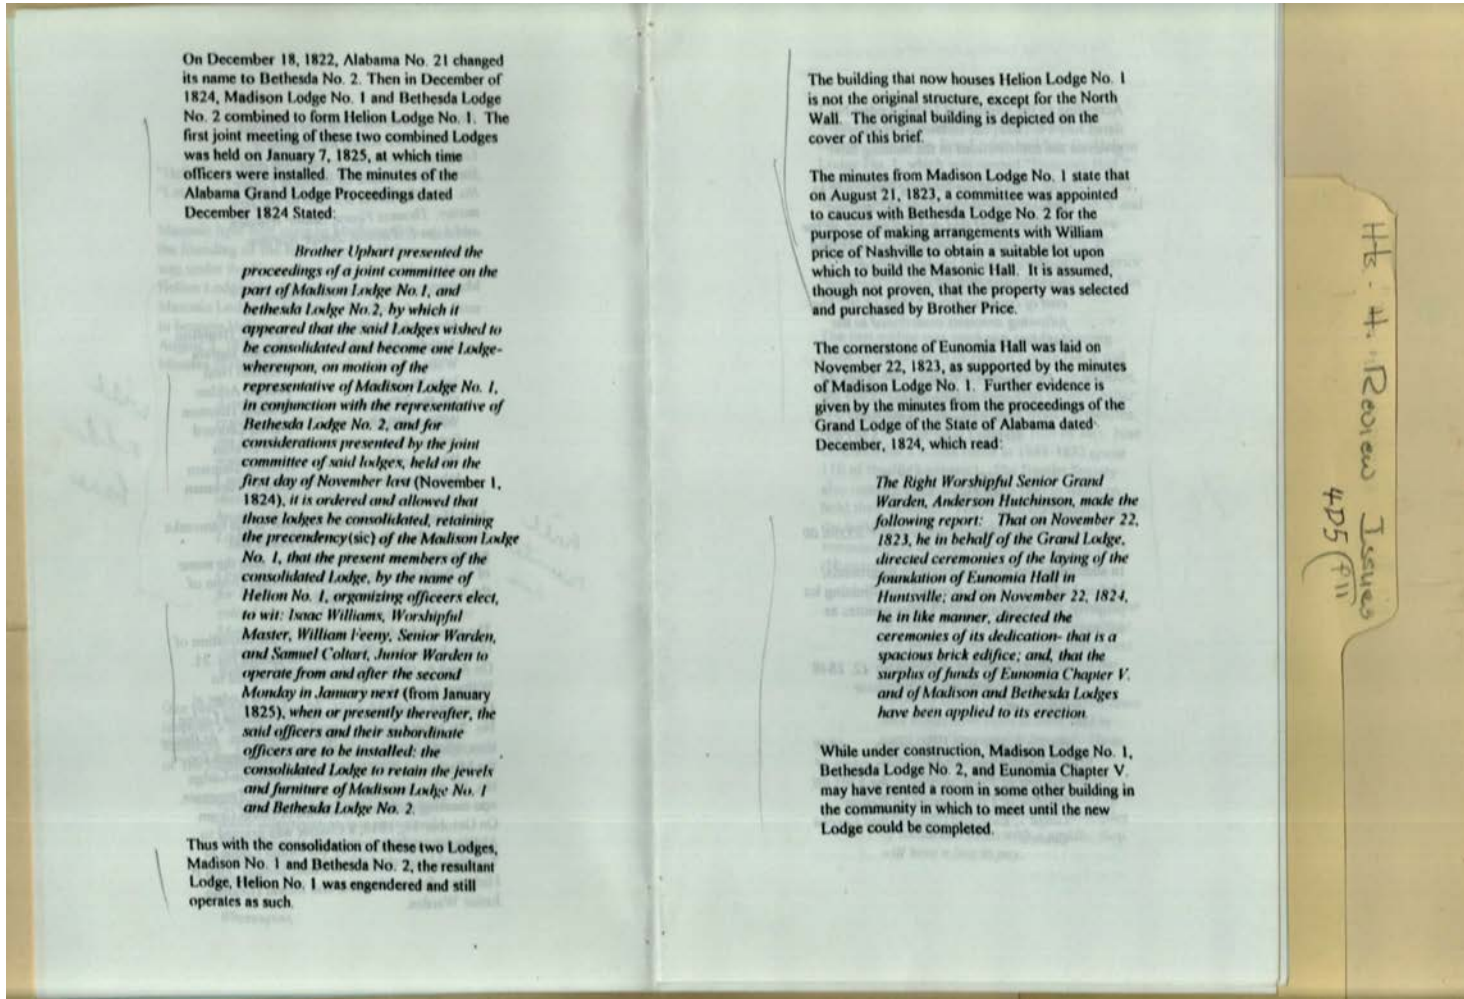 On December 18, 1822, Alabama No. 21 changed
its name to Bethesda No. 2. Then in December of
1824, Madison Lodge No. 1 and Bethesda Lodge
No. 2 combined to form Helion Lodge No. 1. The
first joint meeting of these two combined Lodges
was held on January 7, 1825, at which time
officers were installed. The minutes of the
Alabama Grand Lodge Proceedings dated
December 1824 Stated:
Brother Uphart presented the
proceedings of a joint committee on the
part of Madison Lodge No. 1, and
bethesda Lodge No.2, by which it
appeared that the said Lodges wished to
be consolidated and become one Lodge-
whereupon, on motion of the
representative of Madison Lodge No. 1,
in conjunction with the representative of
Bethesda Lodge No. 2, and for
considerations presented by the joint
committee of said lodges, held on the
first day of November last (November 1,
1824), it is ordered and allowed that
those lodges be consolidated, retaining
the precendency(sic) of the Madison Lodge
No. 1, that the present members of the
consolidated Lodge, by the name of
Helion No. 1, organizing officeers elect,
to wit: Isaac Williams, Worshipful
Master, William Feeny, Senior Warden,
and Samuel Coltart, Junior Warden to
operate from and after the second
Monday in January next (from January
1825), when or presently thereafter, the
said officers and their subordinate
officers are to be installed: the
consolidated Lodge to retain the jewels
and furniture of Madison Lodge No. 1
and Bethesda Lodge No. 2.
Thus with the consolidation of these two Lodges,
Madison No. 1 and Bethesda No. 2, the resultant
Lodge, Helion No. 1 was engendered and still
operates as such.
The building that now houses Helion Lodge No. 1
is not the original structure, except for the North
Wall. The original building is depicted on the
cover of this brief.
The minutes from Madison Lodge No. 1 state that
on August 21, 1823, a committee was appointed
to caucus with Bethesda Lodge No. 2 for the
purpose of making arrangements with William
price of Nashville to obtain a suitable lot upon
which to build the Masonic Hall. It is assumed,
though not proven, that the property was selected
and purchased by Brother Price.
The cornerstone of Eunomia Hall was laid on
November 22, 1823, as supported by the minutes
of Madison Lodge No. 1. Further evidence is
given by the minutes from the proceedings of the
Grand Lodge of the State of Alabama dated
December, 1824, which read:
The Right Worshipful Senior Grand
Warden, Anderson Hutchinson, made the
following report: That on November 22,
1823, he in behalf of the Grand Lodge,
directed ceremonies of the laying of the
foundation of Eunomia Hall in
Huntsville; and on November 22, 1824,
he in like manner, directed the
ceremonies of its dedication- that is a
spacious brick edifice; and, that the
surplus of funds of Eunomia Chapter V.
and of Madison and Bethesda Lodges
have been applied to its erection.
While under construction, Madison Lodge No. 1,
Bethesda Lodge No. 2, and Eunomia Chapter V.
may have rented a room in some other building in
the community in which to meet until the new
Lodge could be completed.
Hts. H. Review Issues
4D5 (P11)